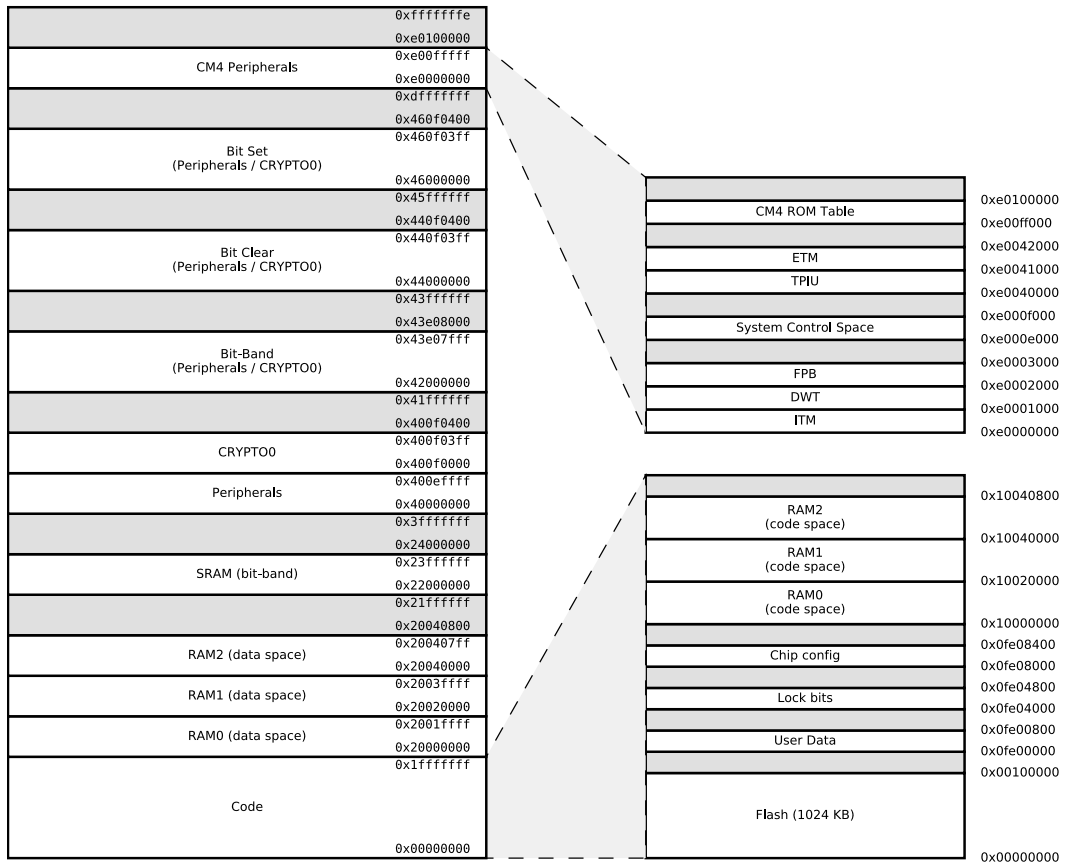 0xfffffffe
0xe0100000
0xe00fffff
CM4 Peripherals
0xe0000000
0xdfffffff
0x460f0400
0x460f03ff
Bit Set
(Peripherals / CRYPTO0)
0x46000000
0x45ffffff
0x440f0400
0x440f03ff
Bit Clear
(Peripherals / CRYPTO0)
0x44000000
0x43ffffff
0x43e08000
0x43e07fff
Bit-Band
(Peripherals / CRYPTO0)
0x42000000
0x41ffffff
0x400f0400
0x400f03ff
CRYPTO0
0x400f0000
0x400effff
Peripherals
0x40000000
0x3fffffff
0x24000000
0x23ffffff
SRAM (bit-band)
0x22000000
0x21ffffff
0x20040800
0x200407ff
RAM2 (data space)
0x20040000
0x2003ffff
RAM1 (data space)
0x20020000
0x2001ffff
RAM0 (data space)
0x20000000
0x1fffffff
Code
0x00000000
0xe0100000
CM4 ROM Table
0xe00ff000
0xe0042000
ETM
0xe0041000
TPIU
0xe0040000
0xe000f000
System Control Space
0xe000e000
0xe0003000
FPB
0xe0002000
DWT
0xe0001000
ITM
0xe0000000
0x10040800
RAM2
(code space)
0x10040000
RAM1
(code space)
0x10020000
RAM0
(code space)
0x10000000
0x0fe08400
Chip config
0x0fe08000
0x0fe04800
Lock bits
0x0fe04000
0x0fe00800
User Data
0x0fe00000
0x00100000
Flash (1024 KB)
0x00000000